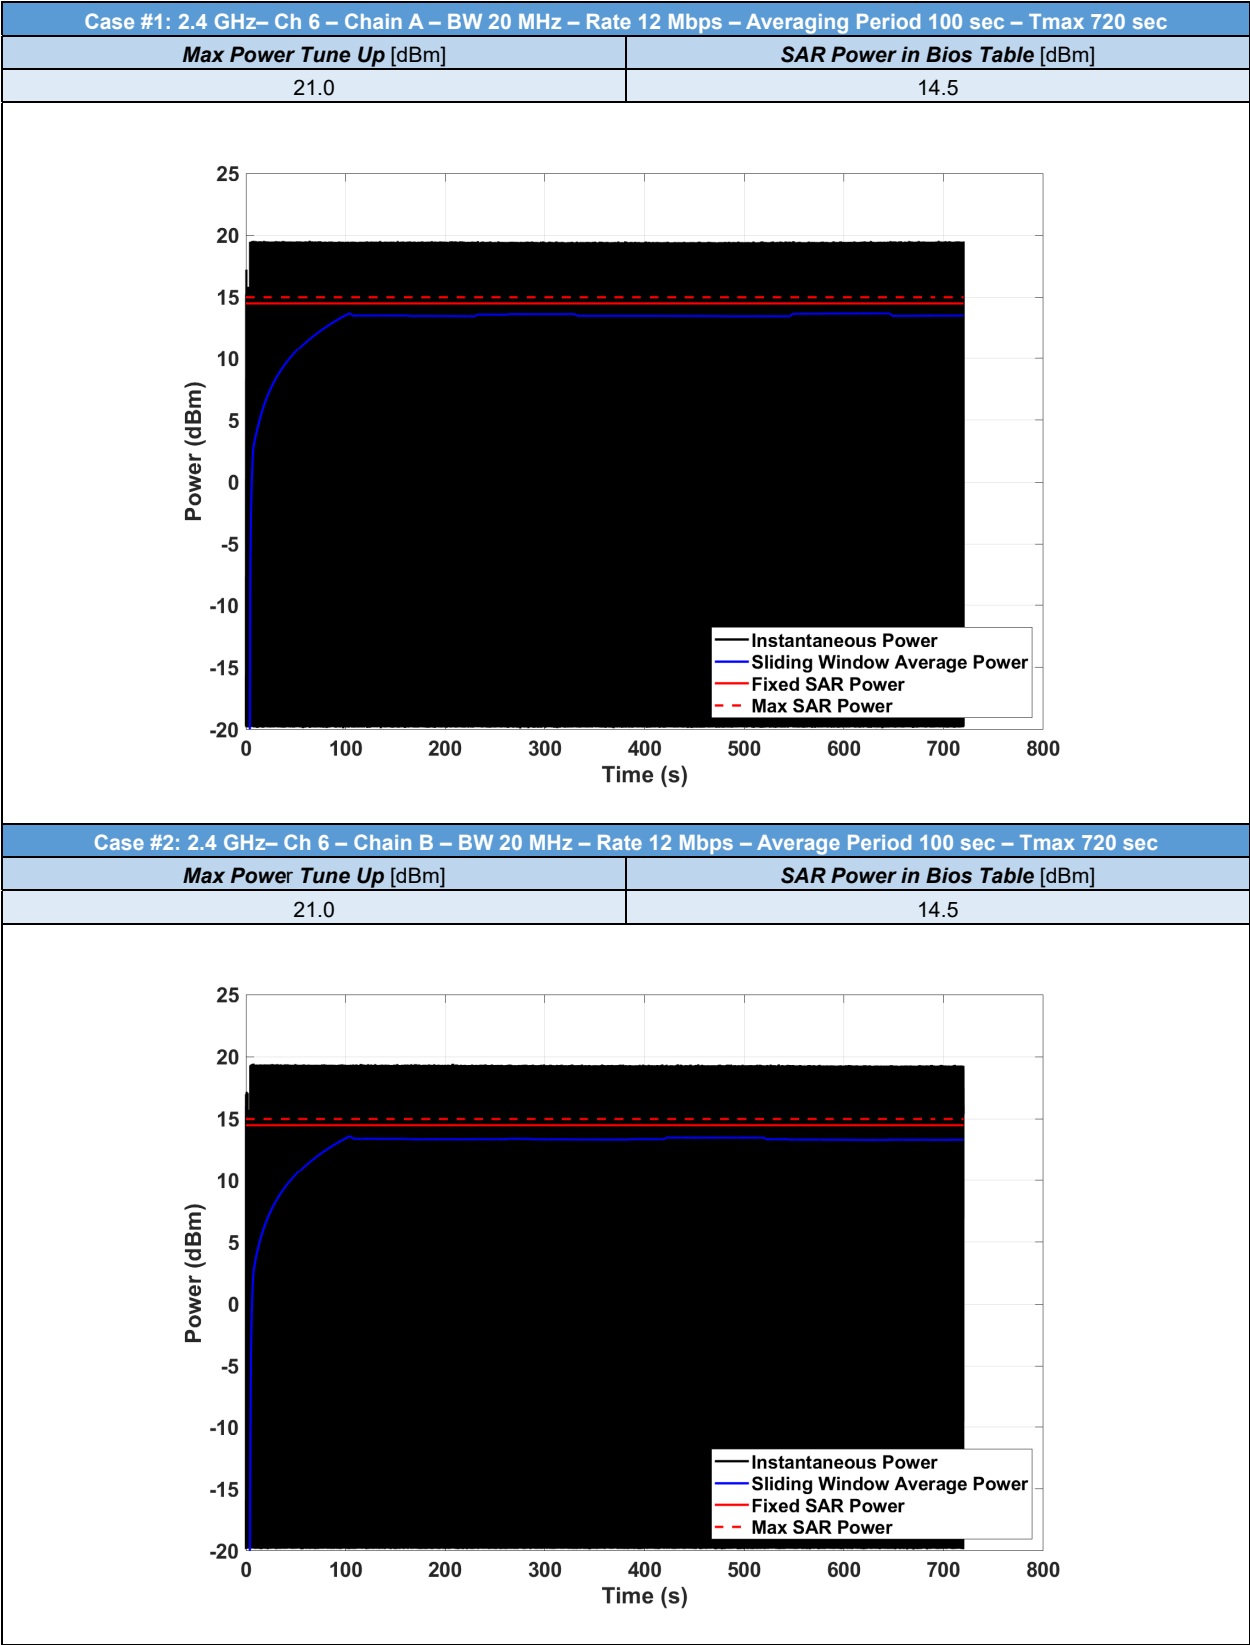 Case #1: 2.4 GHz– Ch 6 – Chain A – BW 20 MHz – Rate 12 Mbps – Averaging Period 100 sec – Tmax 720 sec
Max Power Tune Up [dBm] SAR Power in Bios Table [dBm]
21.0 14.5
25
20
15
10
5
0
-5
-10
-15
-20
Power (dBm)
Instantaneous Power
Sliding Window Average Power
Fixed SAR Power
Max SAR Power
0 100 200 300 400 500 600 700 800
Time (s)
Case #2: 2.4 GHz– Ch 6 – Chain B – BW 20 MHz – Rate 12 Mbps – Average Period 100 sec – Tmax 720 sec
Max Power Tune Up [dBm] SAR Power in Bios Table [dBm]
21.0 14.5
25
20
15
10
5
0
-5
-10
-15
-20
Power (dBm)
Instantaneous Power
Sliding Window Average Power
Fixed SAR Power
Max SAR Power
0 100 200 300 400 500 600 700 800
Time (s)